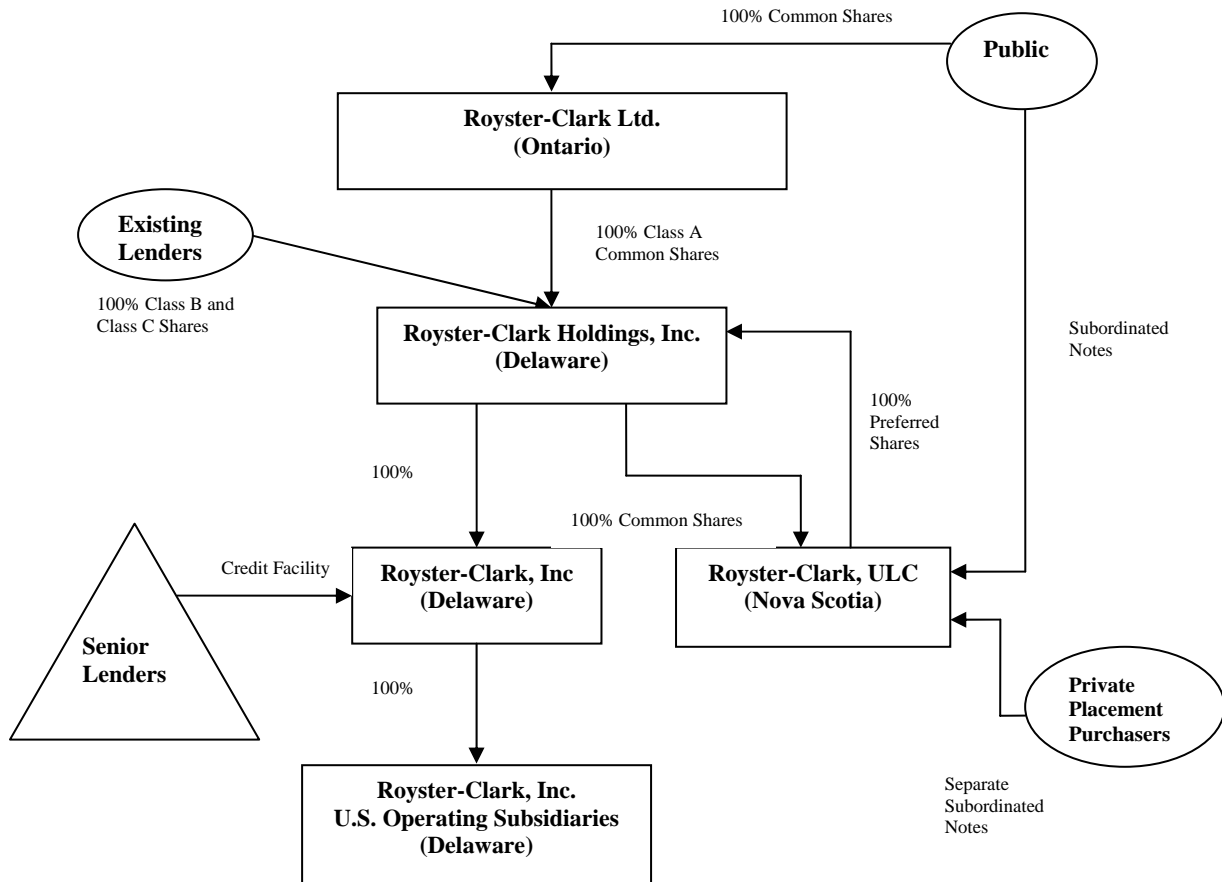 100% Common Shares
Public
Royster-Clark Ltd.
(Ontario)
Existing
Lenders
100% Class A
Common Shares
100% Class B and
Class C Shares
Royster-Clark Holdings, Inc.
(Delaware)
Subordinated
Notes
100%
Preferred
Shares
100%
100% Common Shares
Credit Facility
Royster-Clark, Inc
(Delaware)
Royster-Clark, ULC
(Nova Scotia)
Senior
Lenders
100%
Private
Placement
Purchasers
Royster-Clark, Inc.
U.S. Operating Subsidiaries
(Delaware)
Separate
Subordinated
Notes